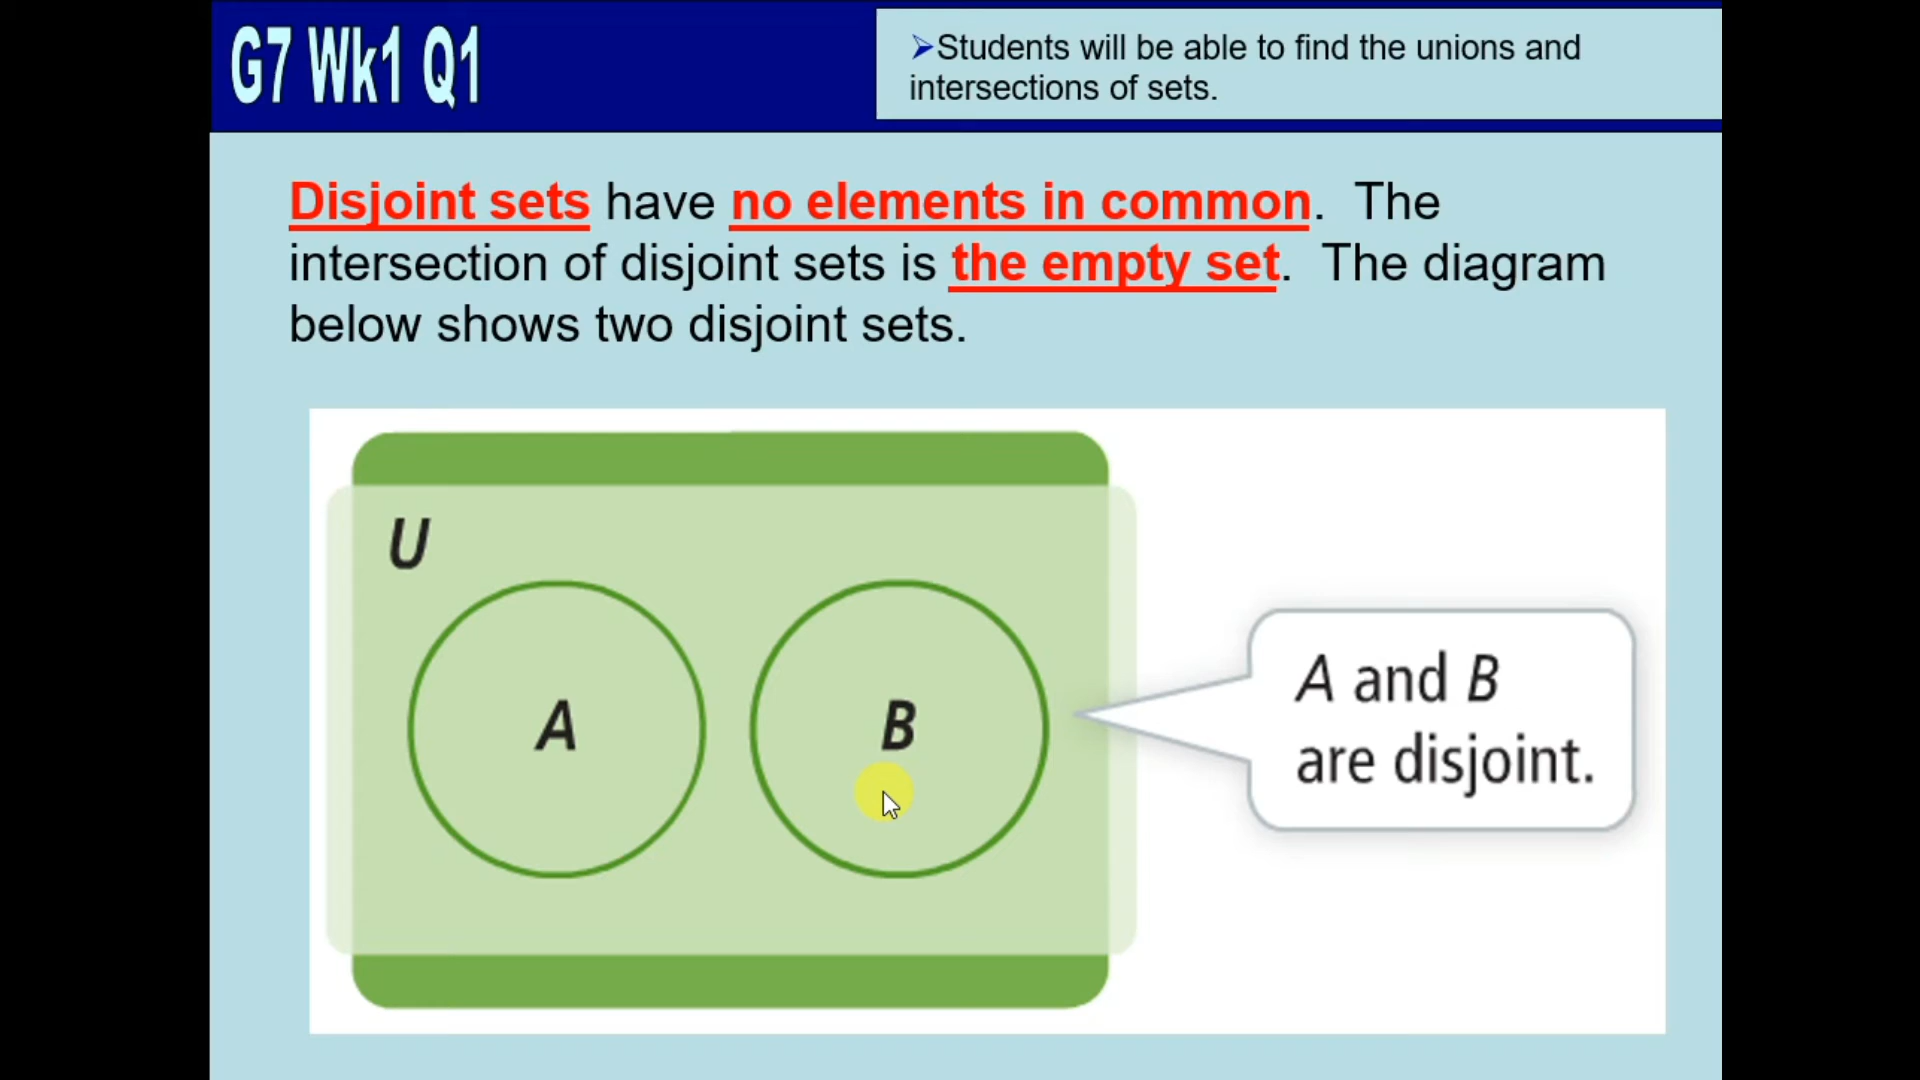 G7 Wk1 Q1
➢Students will be able to find the unions and
intersections of sets.
Disjoint sets have no elements in common. The
intersection of disjoint sets is the empty set. The diagram
below shows two disjoint sets.
U
A
B
A and B
are disjoint.